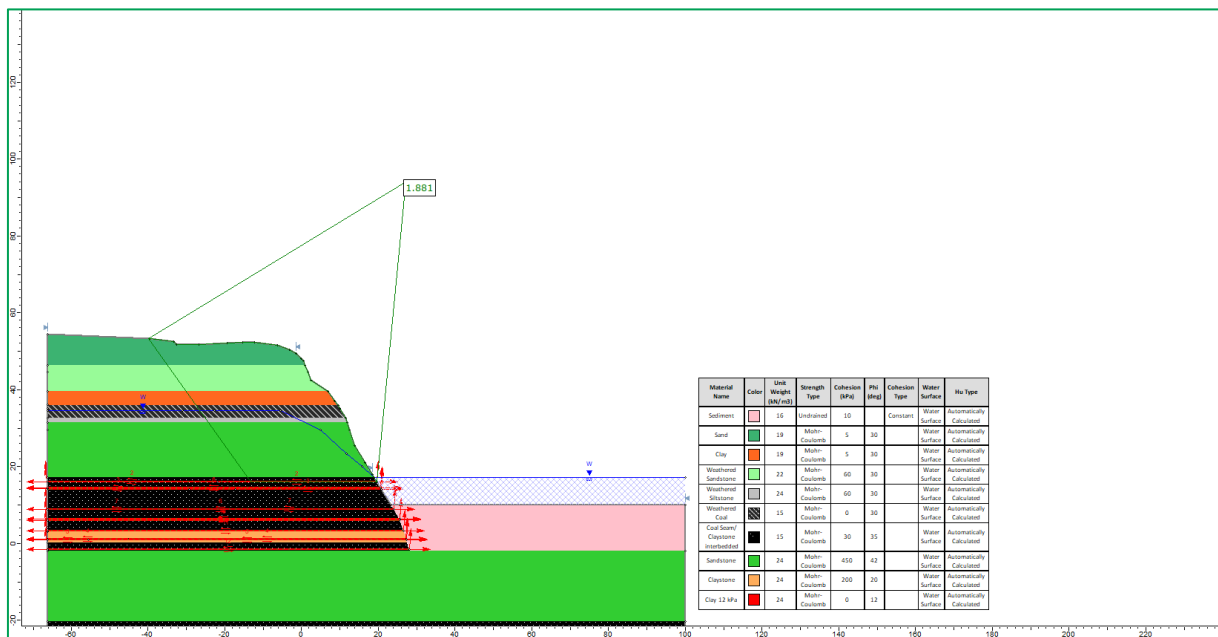 120
100
1.881
80
60
40
W
20
W
0
-20
-60 -40 -20 0 20 40 60 80 100 120 140 160 180 200 220
Material Name Color Unit Weight (kN/m3) Strength Type Cohesion (kPa) Phi (deg) Cohesion Type Water Surface Hu Type
Sediment 16 Undrained 10 Constant Water Surface Automatically Calculated
Sand 19 Mohr-Coulomb 5 30 Water Surface Automatically Calculated
Clay 19 Mohr-Coulomb 5 30 Water Surface Automatically Calculated
Weathered Sandstone 22 Mohr-Coulomb 60 30 Water Surface Automatically Calculated
Weathered Siltstone 24 Mohr-Coulomb 60 30 Water Surface Automatically Calculated
Weathered Coal 15 Mohr-Coulomb 0 30 Water Surface Automatically Calculated
Coal Seam/ Claystone Interbedded 15 Mohr-Coulomb 30 35 Water Surface Automatically Calculated
Sandstone 24 Mohr-Coulomb 450 42 Water Surface Automatically Calculated
Claystone 24 Mohr-Coulomb 200 20 Water Surface Automatically Calculated
Clay 12 kPa 24 Mohr-Coulomb 0 12 Water Surface Automatically Calculated